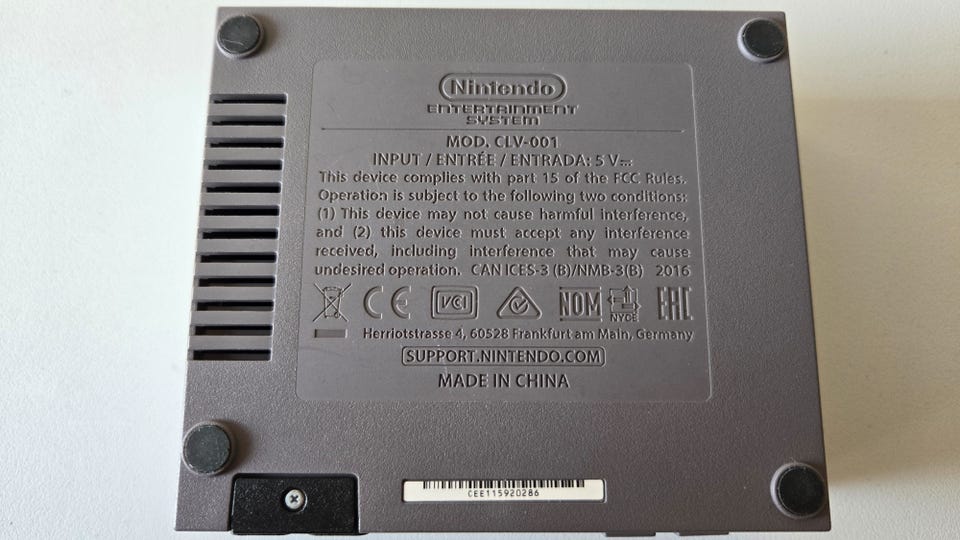 Nintendo
ENTERTAINMENT
SYSTEM
MOD. CLV-001
INPUT / ENTRÉE / ENTRADA: 5 V⎓
This device complies with part 15 of the FCC Rules.
Operation is subject to the following two conditions:
(1) This device may not cause harmful interference,
and (2) this device must accept any interference
received, including interference that may cause
undesired operation. CAN ICES-3 (B)/NMB-3(B) 2016
CE VCI NOM NYCE EAC
Herriotstrasse 4, 60528 Frankfurt am Main, Germany
SUPPORT.NINTENDO.COM
MADE IN CHINA
CEE115920286